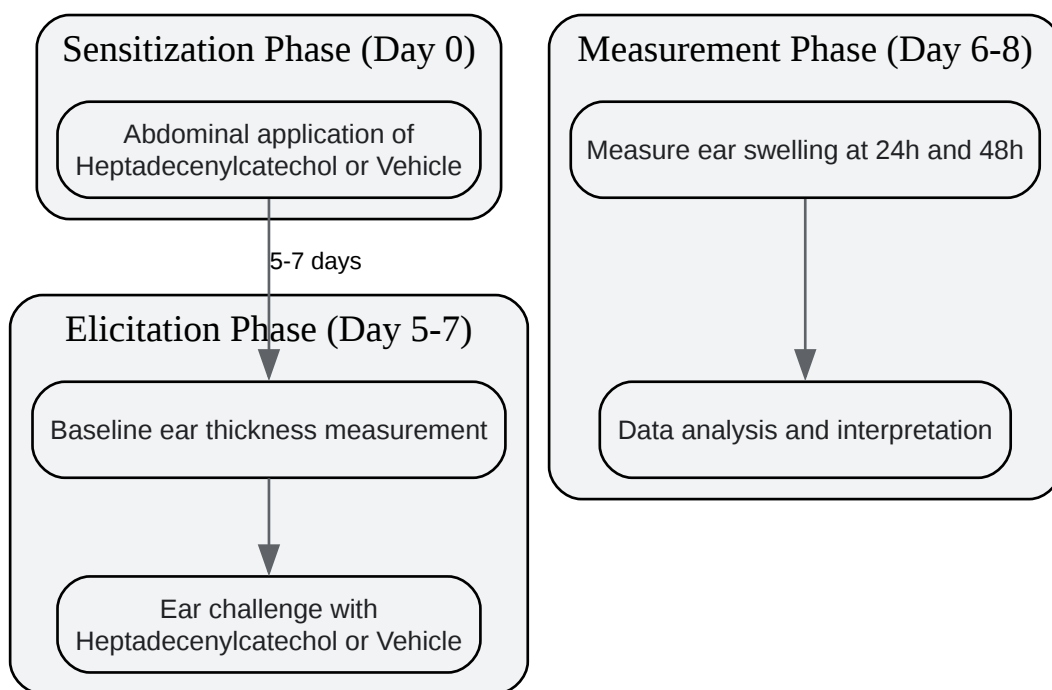 Sensitization Phase (Day 0)
Abdominal application of
Heptadecenylcatechol or Vehicle
5-7 days
Elicitation Phase (Day 5-7)
Baseline ear thickness measurement
Ear challenge with
Heptadecenylcatechol or Vehicle
Measurement Phase (Day 6-8)
Measure ear swelling at 24h and 48h
Data analysis and interpretation